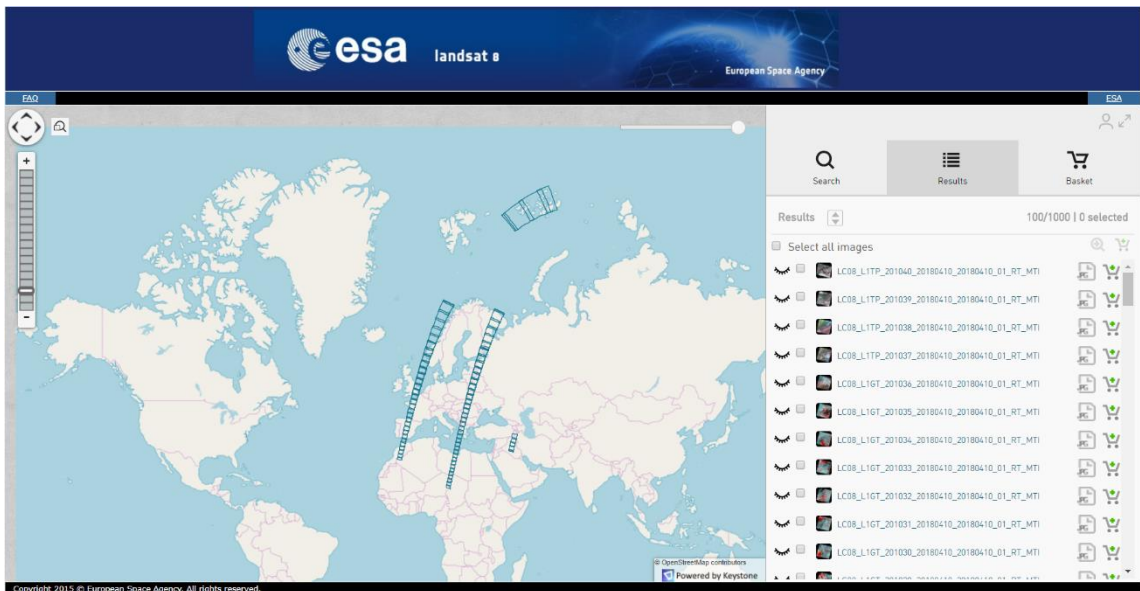 esa
landsat 8
European Space Agency
FAQ
ESA
+
-
Search
Results
Basket
Results
100/1000 | 0 selected
Select all images
LC08_L1TP_201040_20180410_20180410_01_RT_MTI
LC08_L1TP_201039_20180410_20180410_01_RT_MTI
LC08_L1TP_201038_20180410_20180410_01_RT_MTI
LC08_L1TP_201037_20180410_20180410_01_RT_MTI
LC08_L1GT_201036_20180410_20180410_01_RT_MTI
LC08_L1GT_201035_20180410_20180410_01_RT_MTI
LC08_L1GT_201034_20180410_20180410_01_RT_MTI
LC08_L1GT_201033_20180410_20180410_01_RT_MTI
LC08_L1GT_201032_20180410_20180410_01_RT_MTI
LC08_L1GT_201031_20180410_20180410_01_RT_MTI
LC08_L1GT_201030_20180410_20180410_01_RT_MTI
© OpenStreetMap contributors
Powered by Keystone
Copyright 2015 © European Space Agency. All rights reserved.